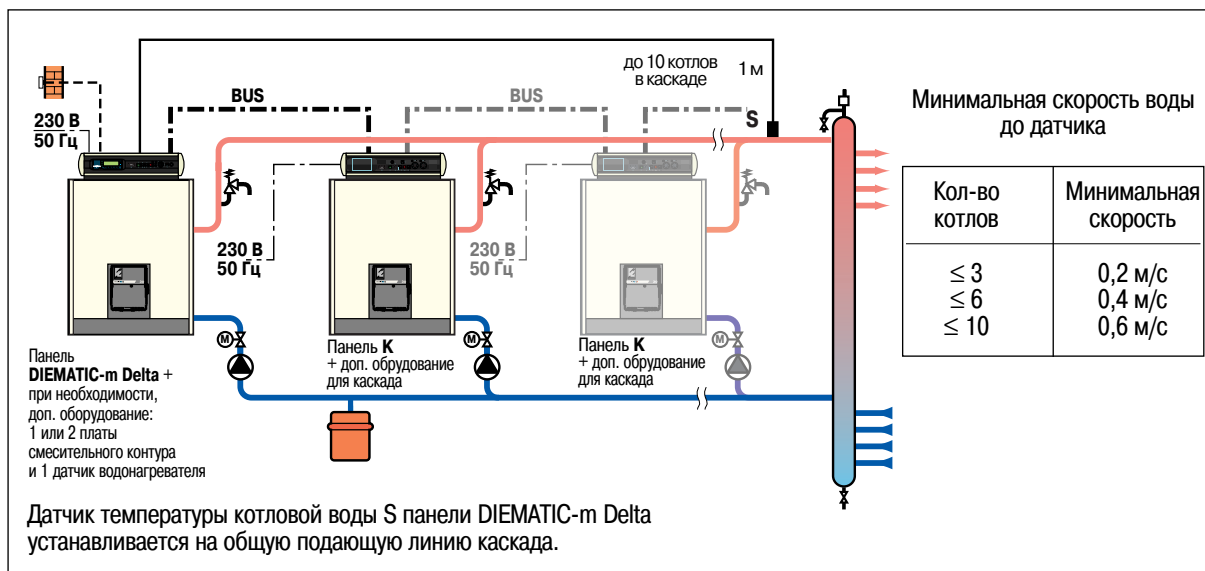 до 10 котлов
в каскаде
1 м
BUS
BUS
S
230 В
50 Гц
230 В
50 Гц
230 В
50 Гц
M
M
M
Панель
DIEMATIC-m Delta +
при необходимости,
доп. оборудование:
1 или 2 платы
смесительного контура
и 1 датчик водонагревателя
Панель K
+ доп. обрудование
для каскада
Панель K
+ доп. обрудование
для каскада
Минимальная скорость воды
до датчика
Кол-во
котлов
Минимальная
скорость
≤ 3 0,2 м/с
≤ 6 0,4 м/с
≤ 10 0,6 м/с
Датчик температуры котловой воды S панели DIEMATIC-m Delta
устанавливается на общую подающую линию каскада.